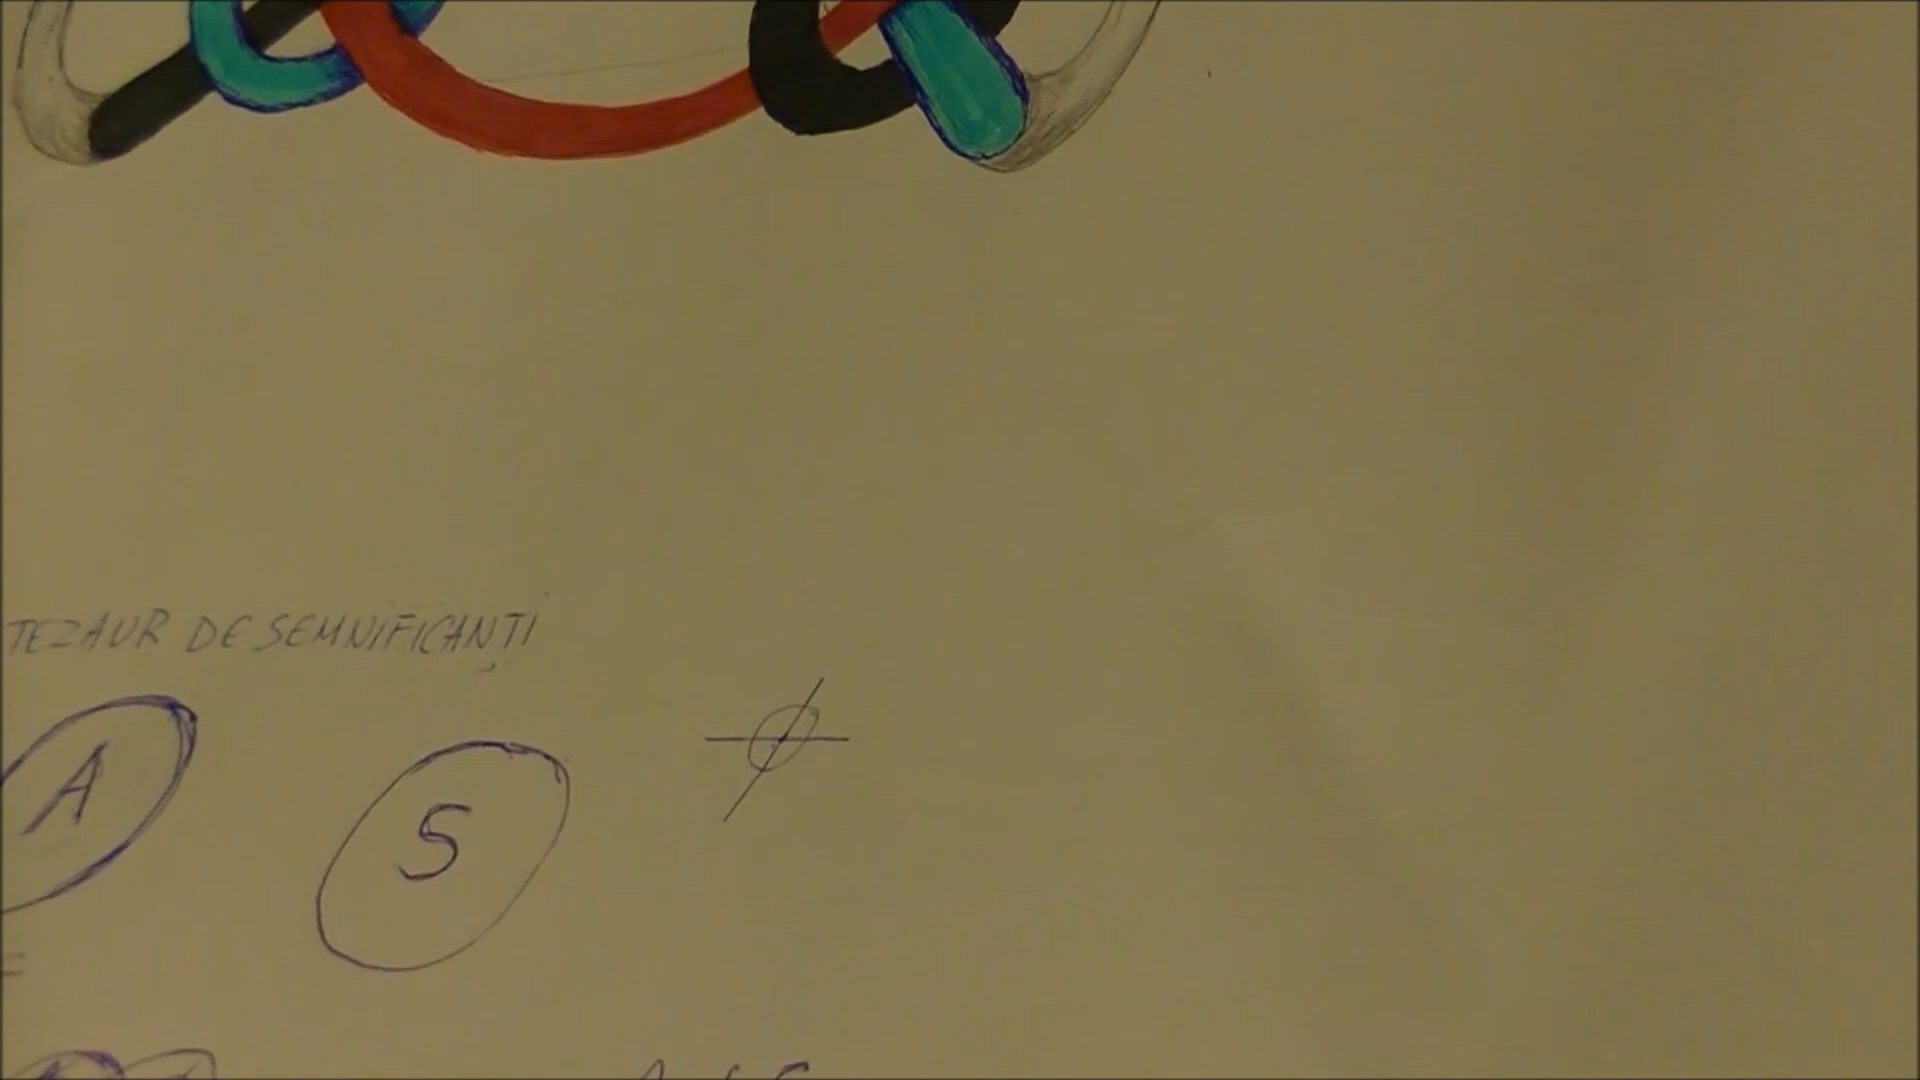 TEZAUR DE SEMNIFICANȚI
A
S
=